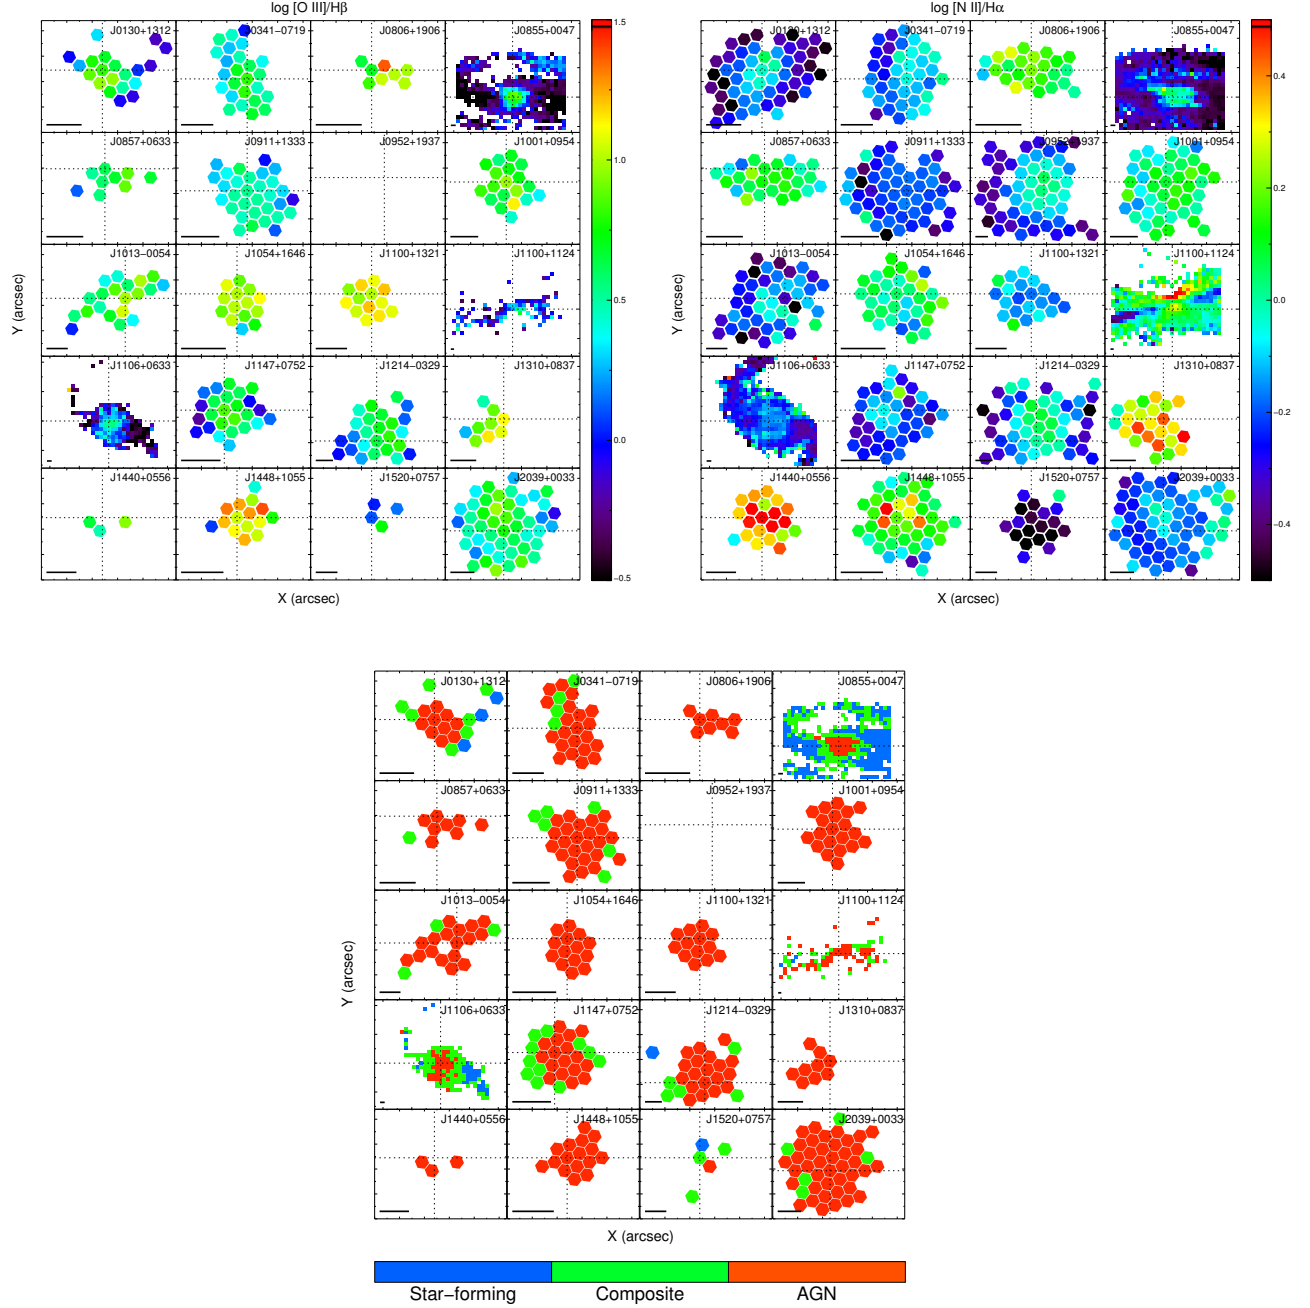 log [O III]/Hβ
J0130+1312 J0341−0719 J0806+1906 J0855+0047
J0857+0633 J0911+1333 J0952+1937 J1001+0954
J1013−0054 J1054+1646 J1100+1321 J1100+1124
J1106+0633 J1147+0752 J1214−0329 J1310+0837
J1440+0556 J1448+1055 J1520+0757 J2039+0033
Y (arcsec)
X (arcsec)
1.5
1.0
0.5
0.0
−0.5
log [N II]/Hα
J0130+1312 J0341−0719 J0806+1906 J0855+0047
J0857+0633 J0911+1333 J0952+1937 J1001+0954
J1013−0054 J1054+1646 J1100+1321 J1100+1124
J1106+0633 J1147+0752 J1214−0329 J1310+0837
J1440+0556 J1448+1055 J1520+0757 J2039+0033
Y (arcsec)
X (arcsec)
0.4
0.2
0.0
−0.2
−0.4
J0130+1312 J0341−0719 J0806+1906 J0855+0047
J0857+0633 J0911+1333 J0952+1937 J1001+0954
J1013−0054 J1054+1646 J1100+1321 J1100+1124
J1106+0633 J1147+0752 J1214−0329 J1310+0837
J1440+0556 J1448+1055 J1520+0757 J2039+0033
Y (arcsec)
X (arcsec)
Star−forming Composite AGN